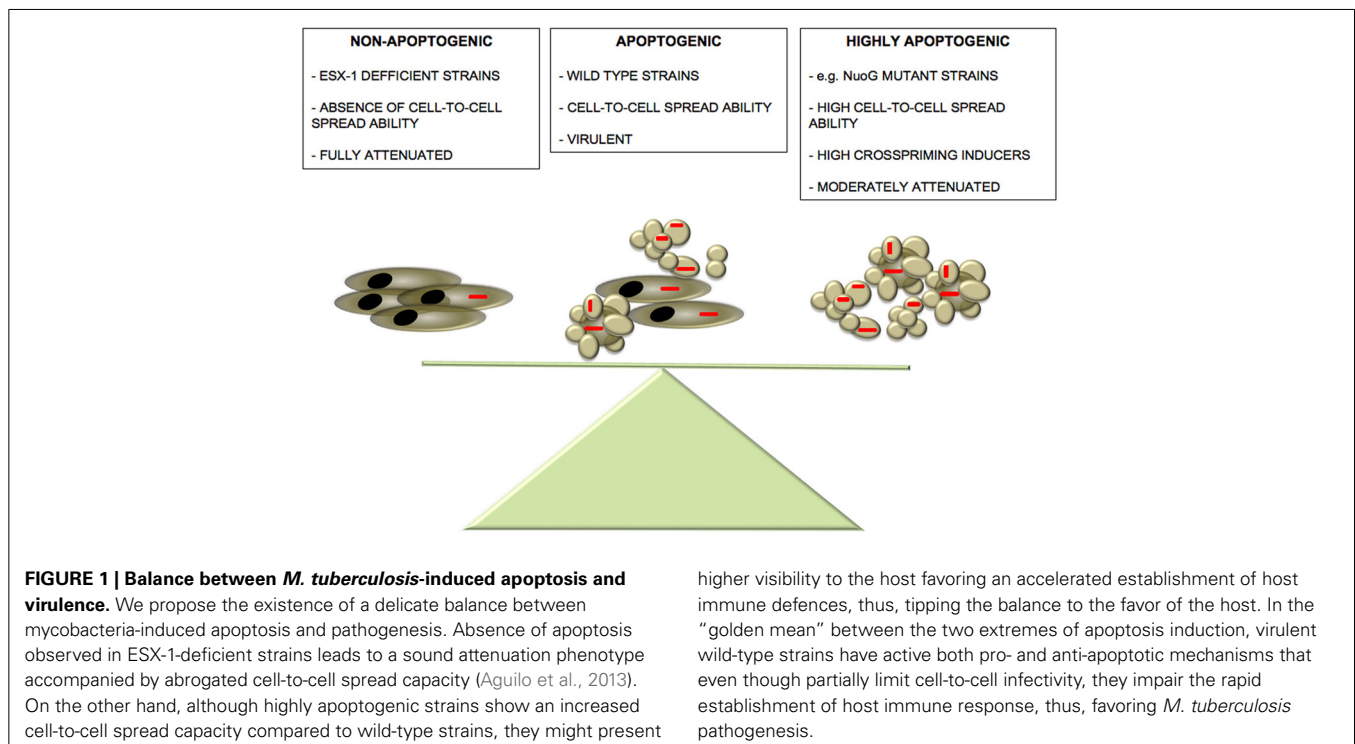 NON-APOPTOGENIC
- ESX-1 DEFFICIENT STRAINS
- ABSENCE OF CELL-TO-CELL
SPREAD ABILITY
- FULLY ATTENUATED
APOPTOGENIC
- WILD TYPE STRAINS
- CELL-TO-CELL SPREAD ABILITY
- VIRULENT
HIGHLY APOPTOGENIC
- e.g. NuoG MUTANT STRAINS
- HIGH CELL-TO-CELL SPREAD
ABILITY
- HIGH CROSSPRIMING INDUCERS
- MODERATELY ATTENUATED
FIGURE 1 | Balance between M. tuberculosis-induced apoptosis and
virulence. We propose the existence of a delicate balance between
mycobacteria-induced apoptosis and pathogenesis. Absence of apoptosis
observed in ESX-1-deficient strains leads to a sound attenuation phenotype
accompanied by abrogated cell-to-cell spread capacity (Aguilo et al., 2013).
On the other hand, although highly apoptogenic strains show an increased
cell-to-cell spread capacity compared to wild-type strains, they might present
higher visibility to the host favoring an accelerated establishment of host
immune defences, thus, tipping the balance to the favor of the host. In the
“golden mean” between the two extremes of apoptosis induction, virulent
wild-type strains have active both pro- and anti-apoptotic mechanisms that
even though partially limit cell-to-cell infectivity, they impair the rapid
establishment of host immune response, thus, favoring M. tuberculosis
pathogenesis.